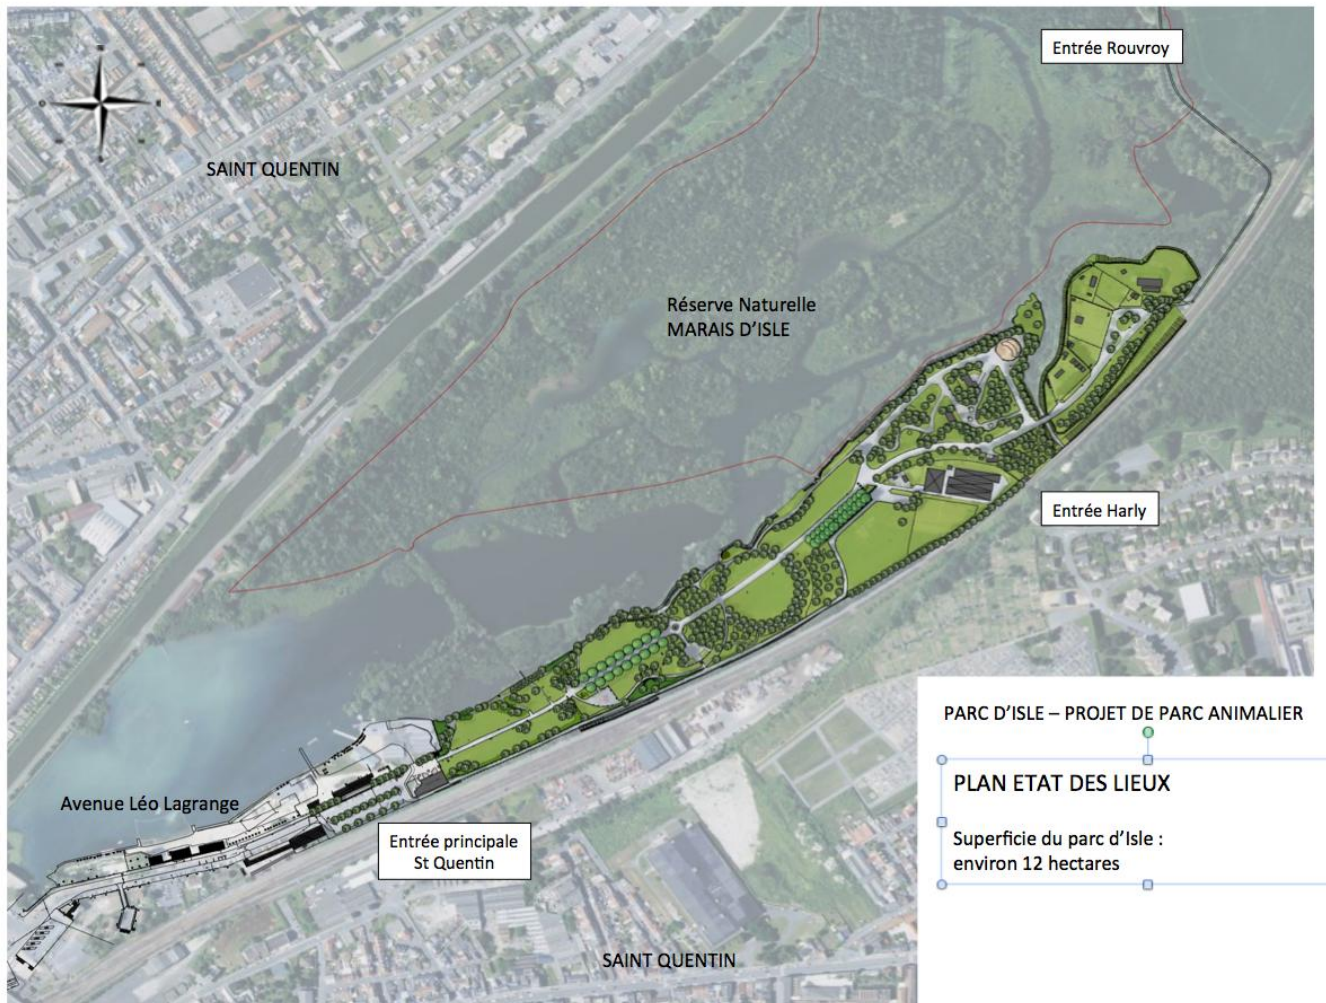 Entrée Rouvroy
SAINT QUENTIN
Réserve Naturelle
MARAIS D'ISLE
Entrée Harly
PARC D'ISLE – PROJET DE PARC ANIMALIER
PLAN ETAT DES LIEUX
Superficie du parc d'Isle :
environ 12 hectares
Avenue Léo Lagrange
Entrée principale
St Quentin
SAINT QUENTIN